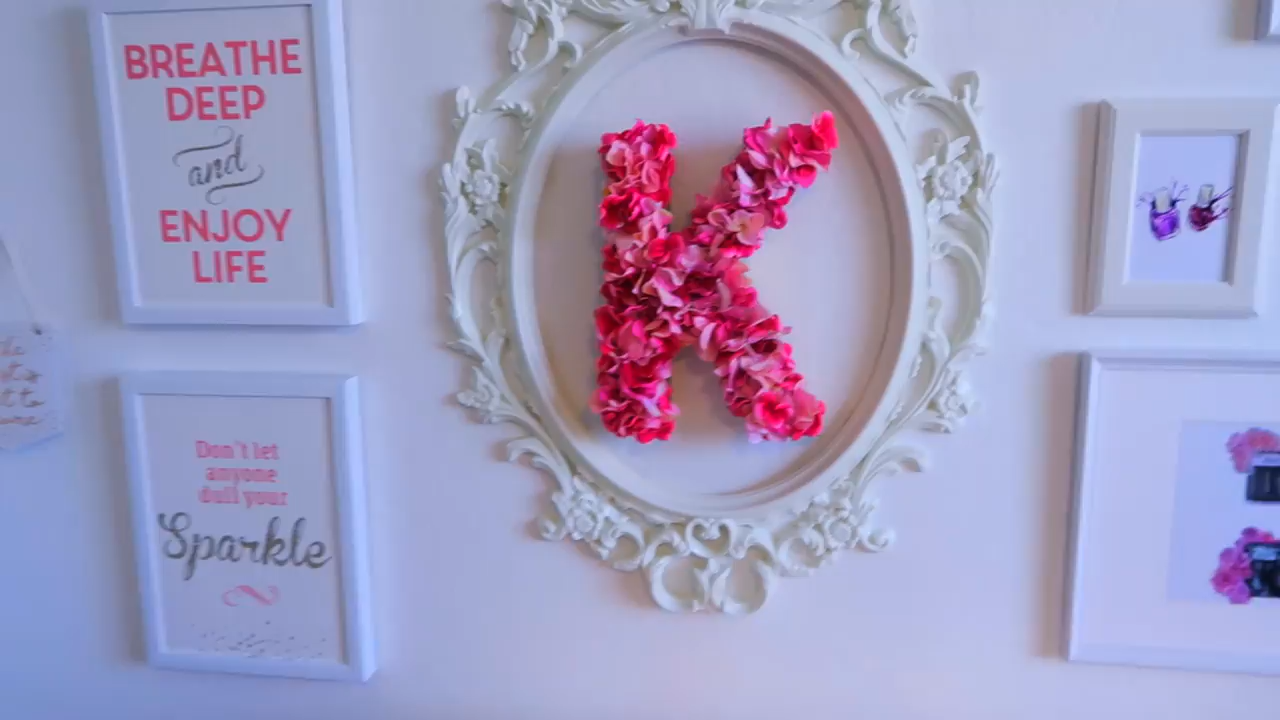 BREATHE
DEEP
and
ENJOY
LIFE
K
Don't let
anyone
dull your
Sparkle